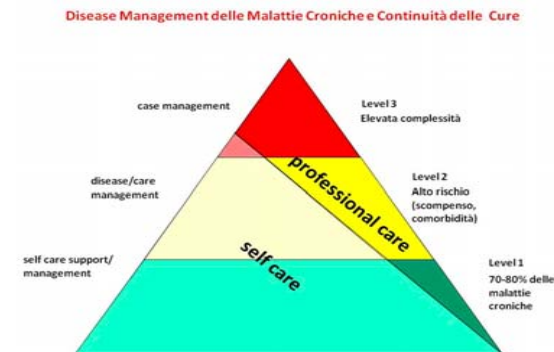 Disease Management delle Malattie Croniche e Continuità delle Cure
case management
Level 3
Elevata complessità
professional care
disease/care
management
Level 2
Alto rischio
(scompenso,
comorbidità)
self care
self care support/
management
Level 1
70-80% delle
malattie
croniche